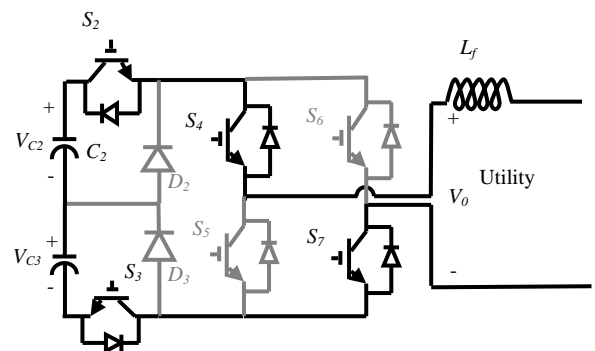 S2
Lf
+
VC2
C2
-
S4
S6
D2
+
V0
Utility
+
VC3
-
S3
D3
S5
S7
-